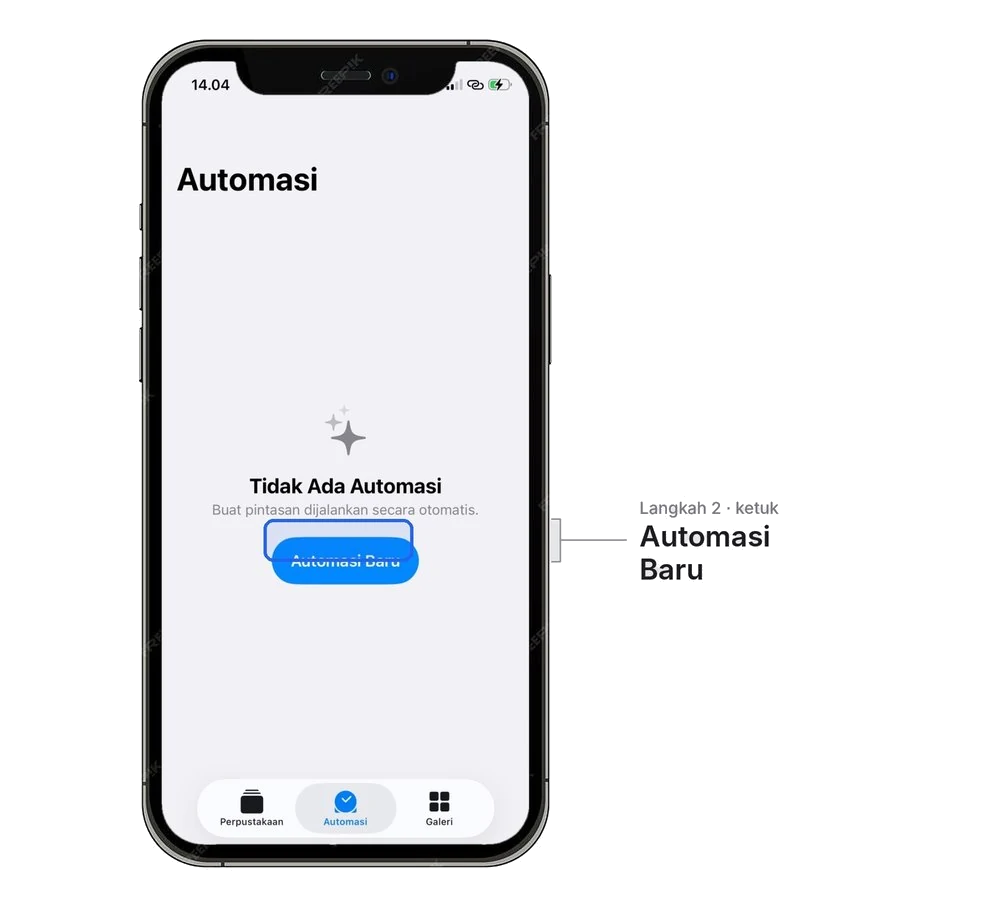 14.04
Automasi
Tidak Ada Automasi
Buat pintasan dijalankan secara otomatis.
Automasi Baru
Langkah 2 · ketuk
Automasi
Baru
Perpustakaan
Automasi
Galeri